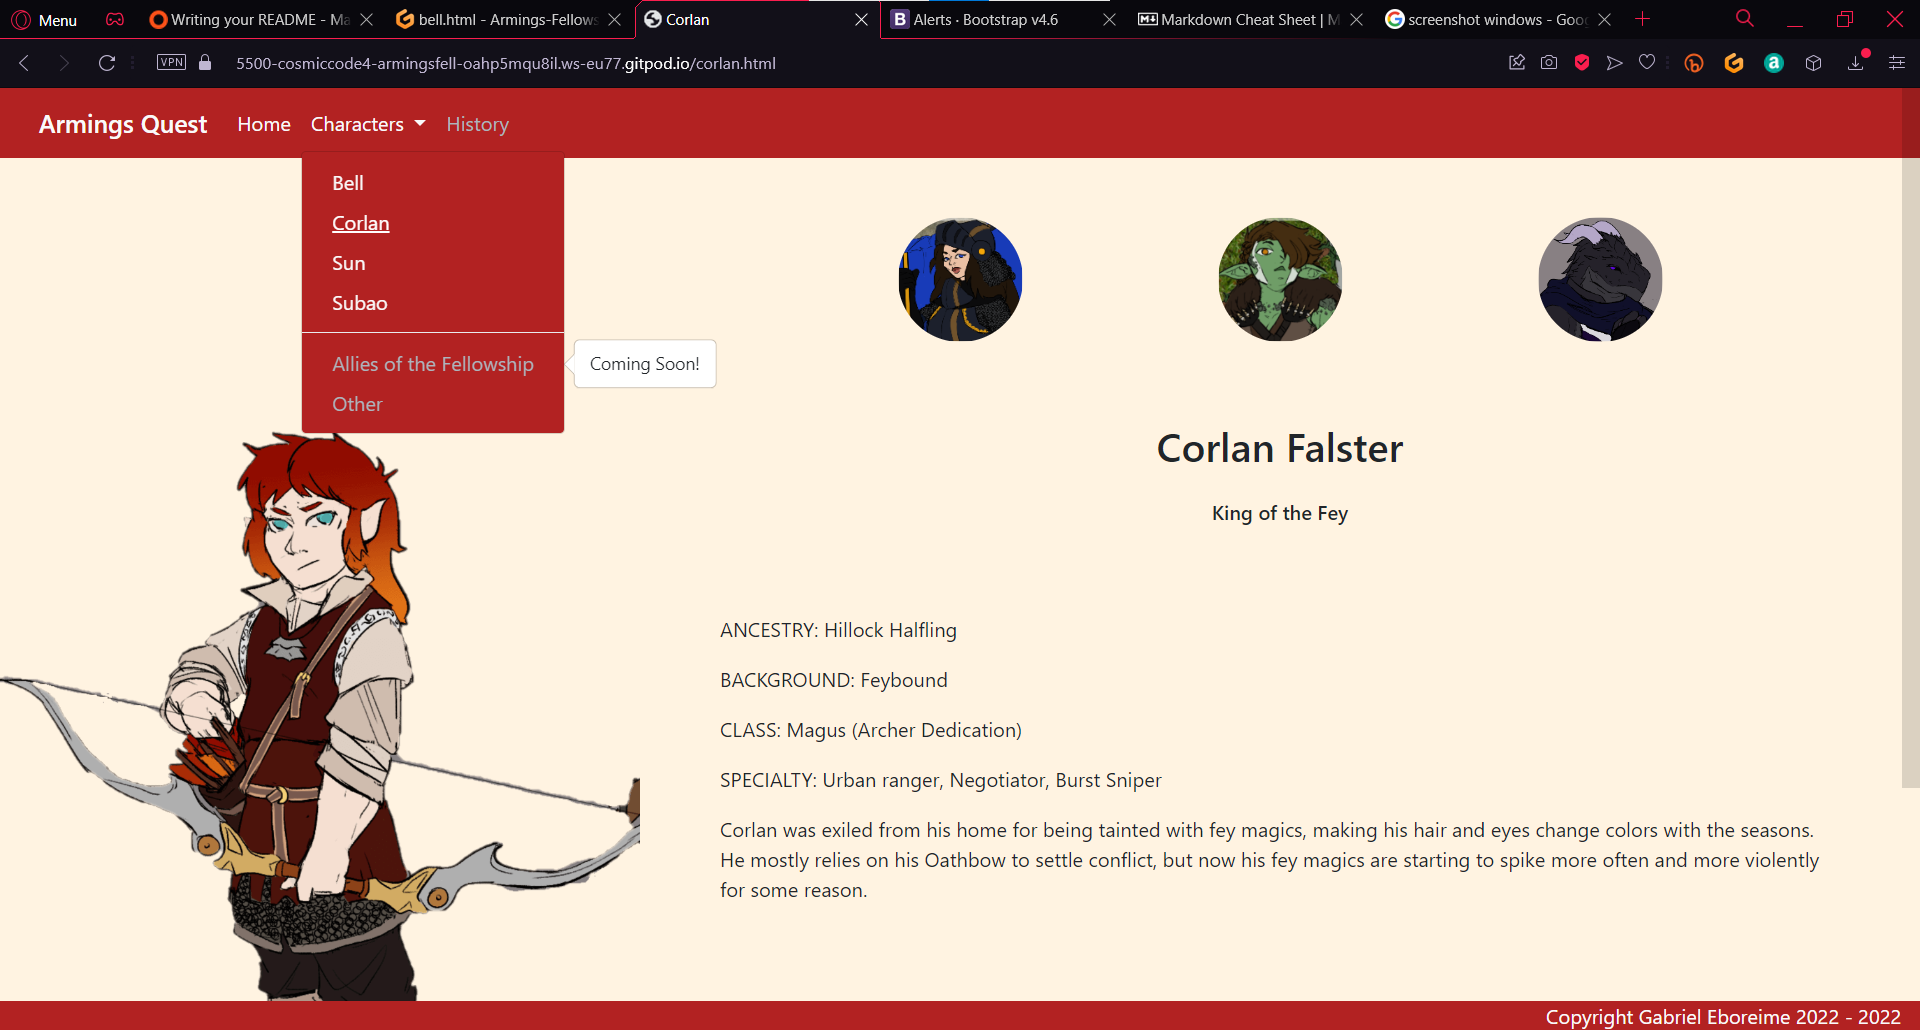 Menu
Writing your README - Ma
bell.html - Armings-Fellows
Corlan
Alerts · Bootstrap v4.6
Markdown Cheat Sheet | M
screenshot windows - Goo
VPN
5500-cosmiccode4-armingsfell-oahp5mqu8il.ws-eu77.gitpod.io/corlan.html
Armings Quest
Home
Characters
History
Bell
Corlan
Sun
Subao
Allies of the Fellowship
Coming Soon!
Other
Corlan Falster
King of the Fey
ANCESTRY: Hillock Halfling
BACKGROUND: Feybound
CLASS: Magus (Archer Dedication)
SPECIALTY: Urban ranger, Negotiator, Burst Sniper
Corlan was exiled from his home for being tainted with fey magics, making his hair and eyes change colors with the seasons.
He mostly relies on his Oathbow to settle conflict, but now his fey magics are starting to spike more often and more violently
for some reason.
Copyright Gabriel Eboreime 2022 - 2022